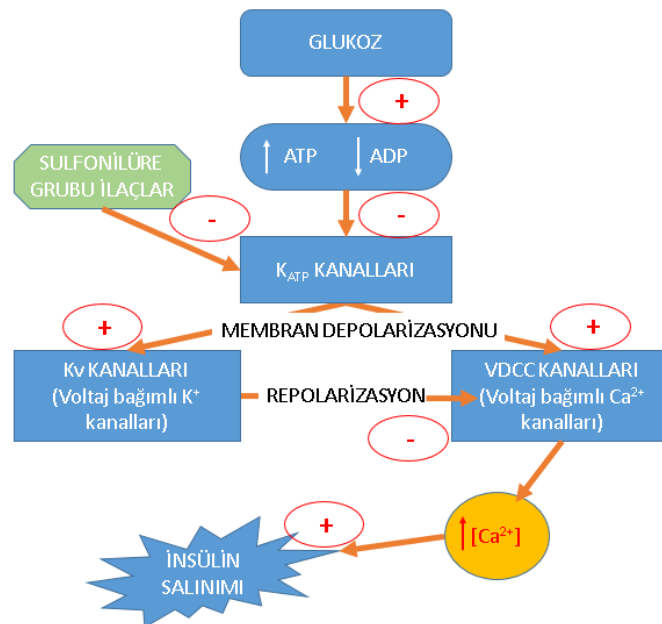 GLUKOZ
+
↑ ATP ↓ ADP
SULFONİLÜRE
GRUBU İLAÇLAR
-
-
K_ATP KANALLARI
MEMBRAN DEPOLARİZASYONU
+
+
Kv KANALLARI
(Voltaj bağımlı K⁺
kanalları)
REPOLARİZASYON
VDCC KANALLARI
(Voltaj bağımlı Ca²⁺
kanalları)
-
↑ [Ca²⁺]
+
İNSÜLİN
SALINIMI